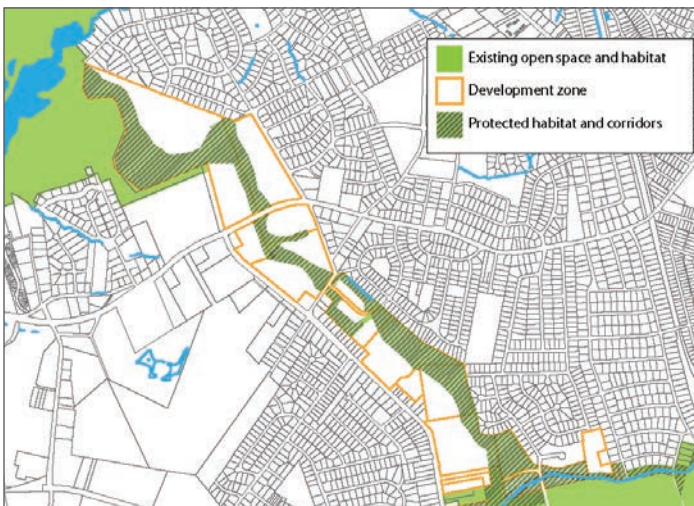 Existing open space and habitat
Development zone
Protected habitat and corridors